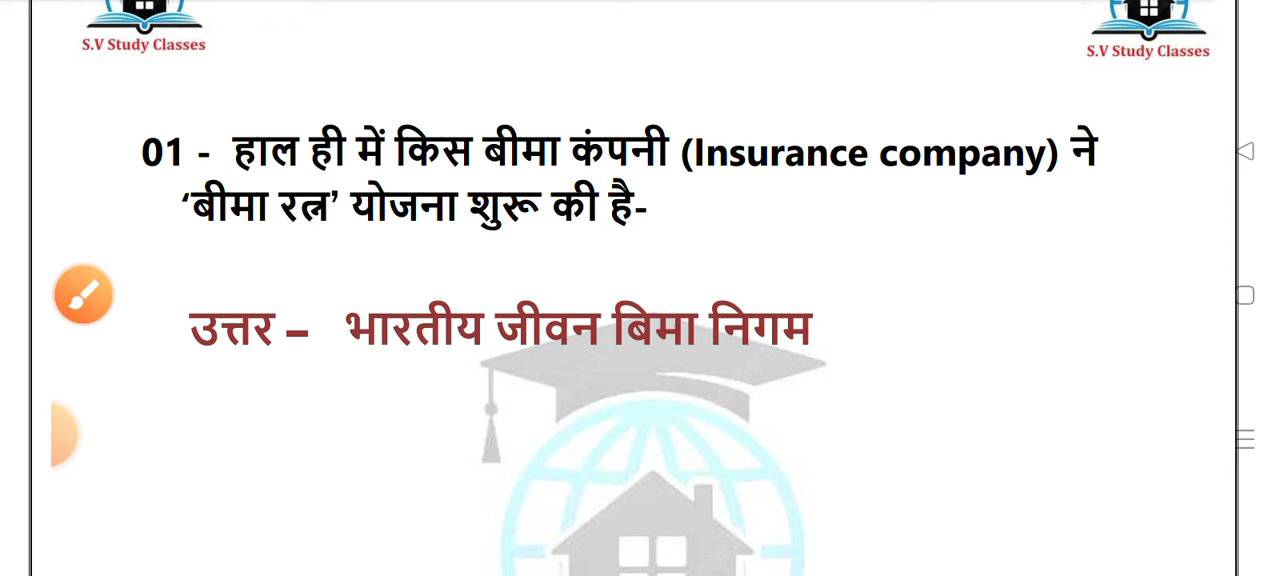 S.V Study Classes
S.V Study Classes
01 - हाल ही में किस बीमा कंपनी (Insurance company) ने
‘बीमा रत्न’ योजना शुरू की है-
उत्तर – भारतीय जीवन बिमा निगम